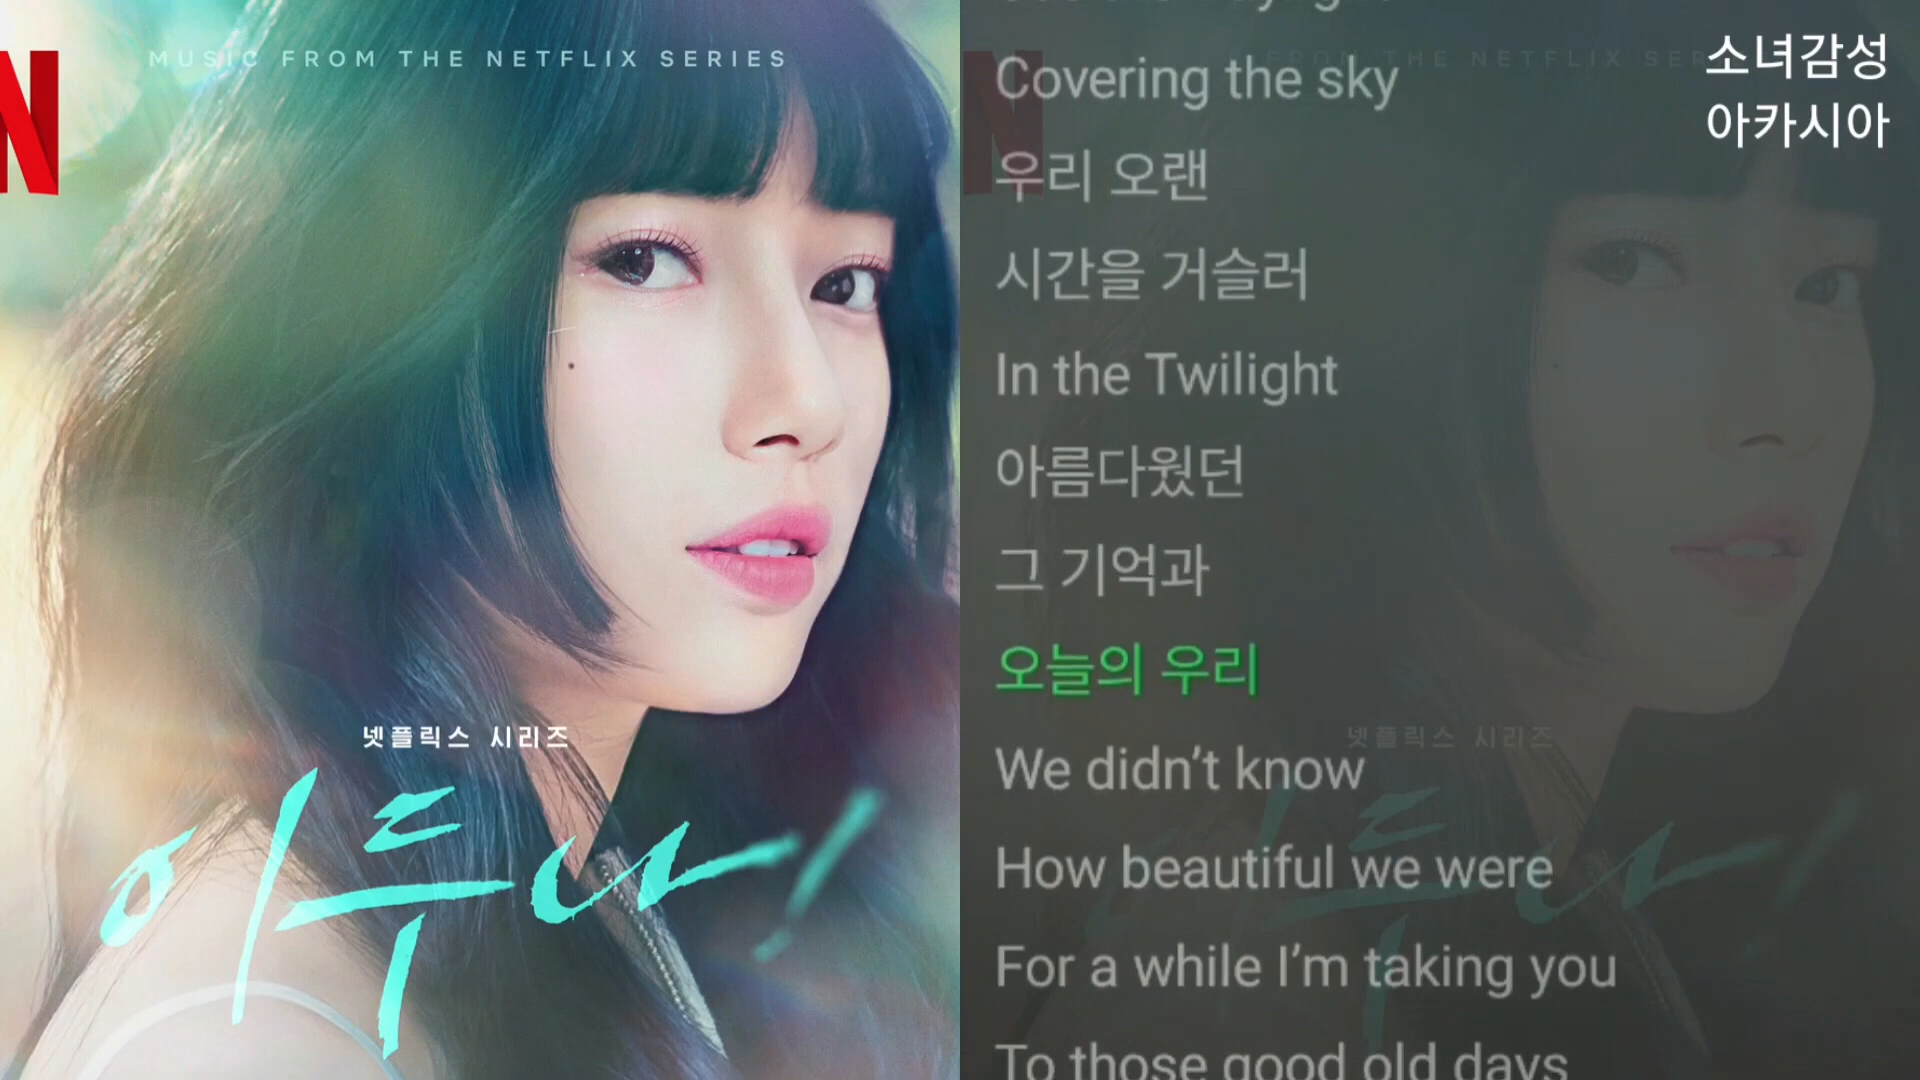 MUSIC FROM THE NETFLIX SERIES
N
넷플릭스 시리즈
이두나!
소녀감성
아카시아
Covering the sky
우리 오랜
시간을 거슬러
In the Twilight
아름다웠던
그 기억과
오늘의 우리
We didn’t know
How beautiful we were
For a while I’m taking you
To those good old days